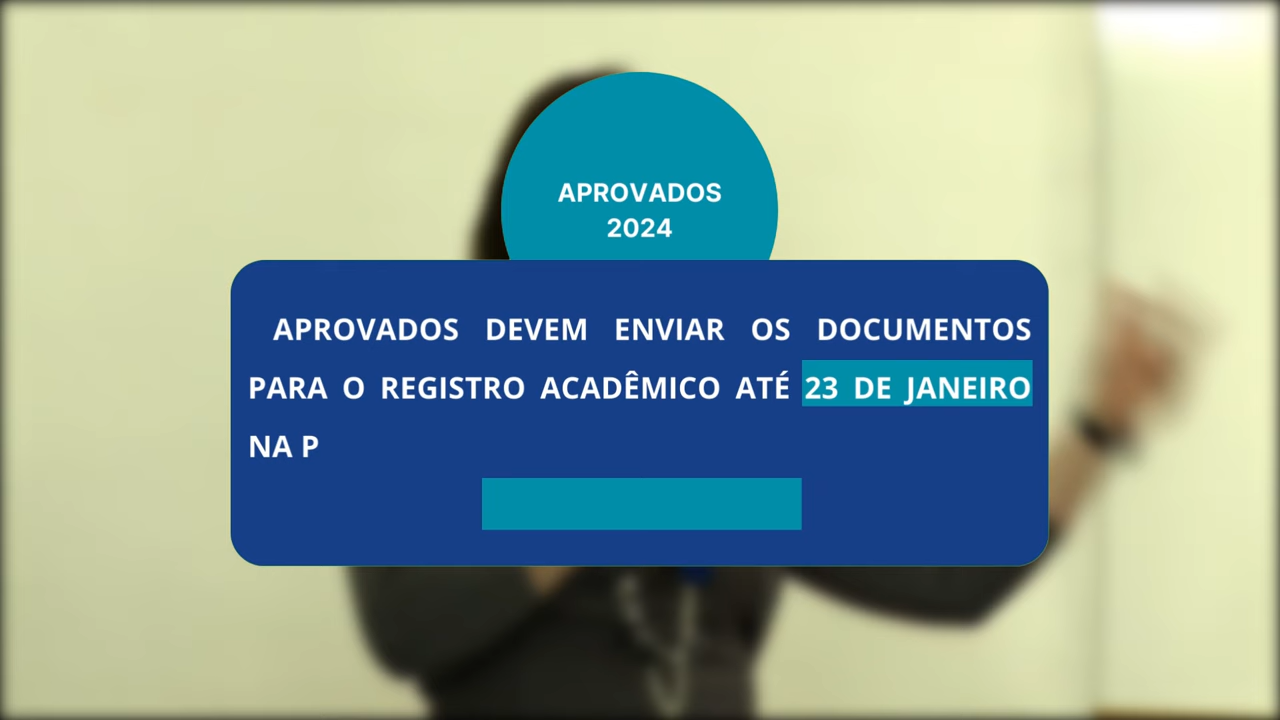 APROVADOS
2024
APROVADOS DEVEM ENVIAR OS DOCUMENTOS
PARA O REGISTRO ACADÊMICO ATÉ 23 DE JANEIRO
NA P